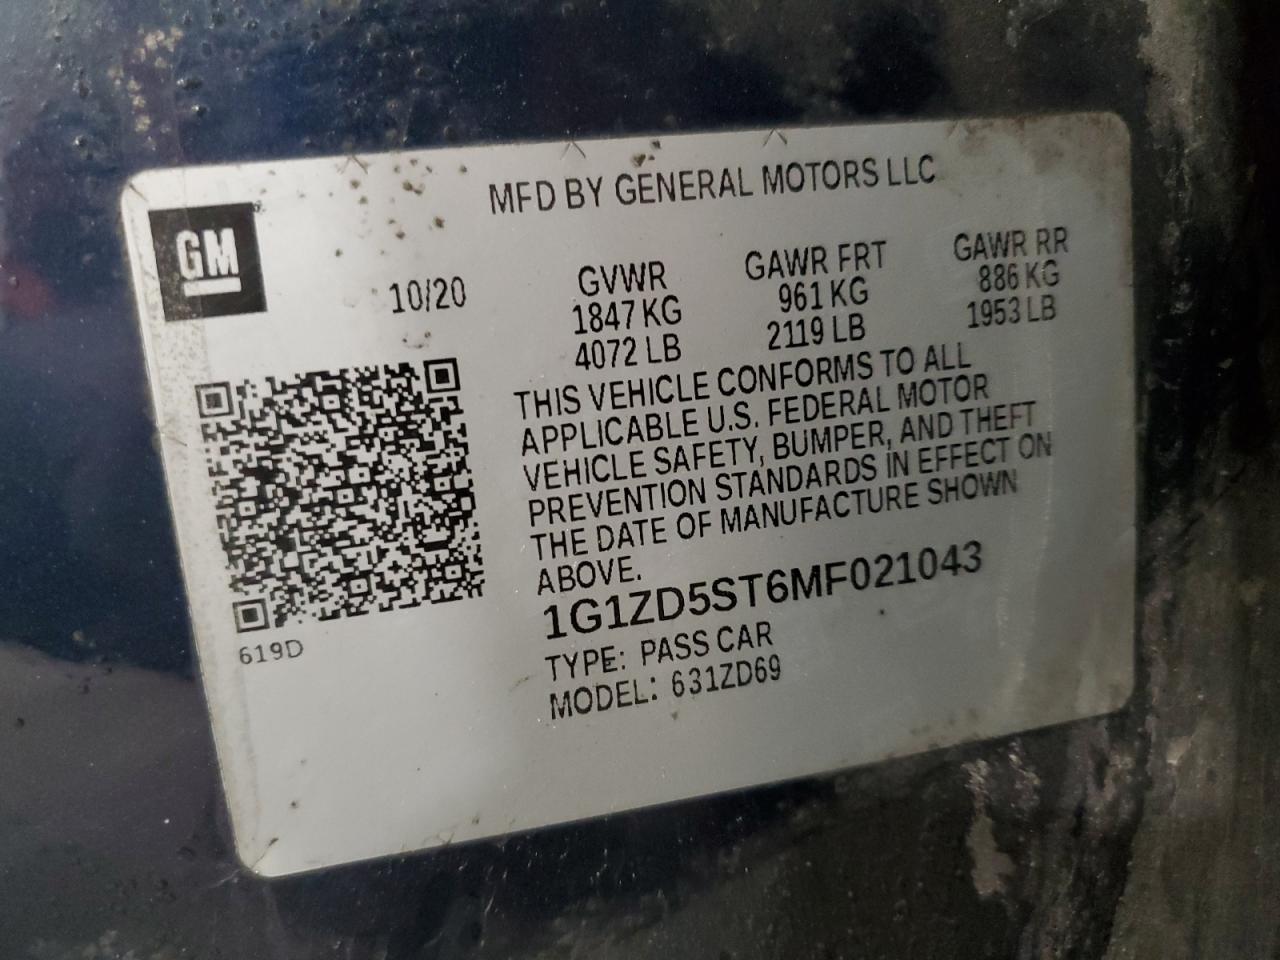 MFD BY GENERAL MOTORS LLC
GM
10/20
GVWR
1847 KG
4072 LB
GAWR FRT
961 KG
2119 LB
GAWR RR
886 KG
1953 LB
THIS VEHICLE CONFORMS TO ALL
APPLICABLE U.S. FEDERAL MOTOR
VEHICLE SAFETY, BUMPER, AND THEFT
PREVENTION STANDARDS IN EFFECT ON
THE DATE OF MANUFACTURE SHOWN
ABOVE.
1G1ZD5ST6MF021043
TYPE: PASS CAR
MODEL: 631ZD69
619D